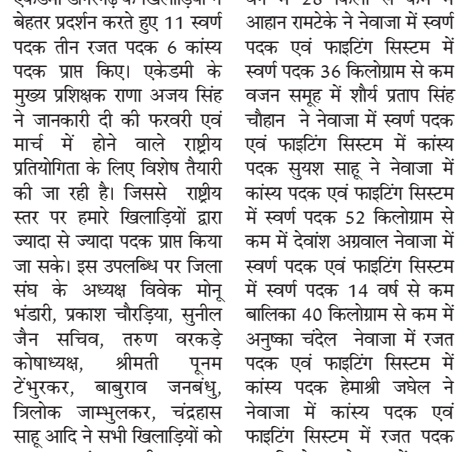 एकेडमी डोंगरगढ़ के खिलाड़ियों ने
बेहतर प्रदर्शन करते हुए 11 स्वर्ण
पदक तीन रजत पदक 6 कांस्य
पदक प्राप्त किए। एकेडमी के
मुख्य प्रशिक्षक राणा अजय सिंह
ने जानकारी दी की फरवरी एवं
मार्च में होने वाले राष्ट्रीय
प्रतियोगिता के लिए विशेष तैयारी
की जा रही है। जिससे राष्ट्रीय
स्तर पर हमारे खिलाड़ियों द्वारा
ज्यादा से ज्यादा पदक प्राप्त किया
जा सके। इस उपलब्धि पर जिला
संघ के अध्यक्ष विवेक मोनू
भंडारी, प्रकाश चौरड़िया, सुनील
जैन सचिव, तरुण वरकड़े
कोषाध्यक्ष, श्रीमती पूनम
टेंभुरकर, बाबुराव जनबंधु,
त्रिलोक जाम्भुलकर, चंद्रहास
साहू आदि ने सभी खिलाड़ियों को
28 किलो से कम में
आहान रामटेके ने नेवाजा में स्वर्ण
पदक एवं फाइटिंग सिस्टम में
स्वर्ण पदक 36 किलोग्राम से कम
वजन समूह में शौर्य प्रताप सिंह
चौहान ने नेवाजा में स्वर्ण पदक
एवं फाइटिंग सिस्टम में कांस्य
पदक सुयश साहू ने नेवाजा में
कांस्य पदक एवं फाइटिंग सिस्टम
में स्वर्ण पदक 52 किलोग्राम से
कम में देवांश अग्रवाल नेवाजा में
स्वर्ण पदक एवं फाइटिंग सिस्टम
में स्वर्ण पदक 14 वर्ष से कम
बालिका 40 किलोग्राम से कम में
अनुष्का चंदेल नेवाजा में रजत
पदक एवं फाइटिंग सिस्टम में
कांस्य पदक हेमाश्री जघेल ने
नेवाजा में कांस्य पदक एवं
फाइटिंग सिस्टम में रजत पदक